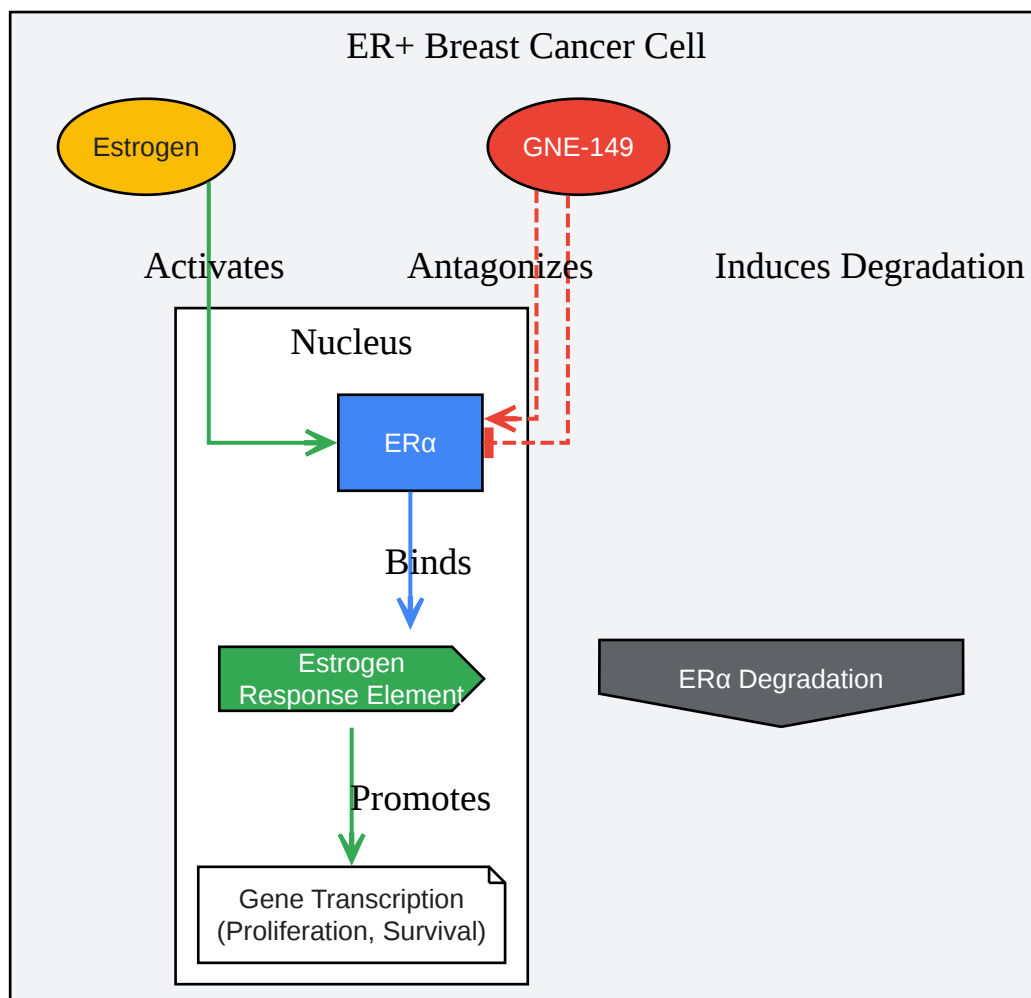 ER+ Breast Cancer Cell
Estrogen
GNE-149
Activates
Antagonizes
Induces Degradation
Nucleus
ERα
Binds
Estrogen
Response Element
ERα Degradation
Promotes
Gene Transcription
(Proliferation, Survival)